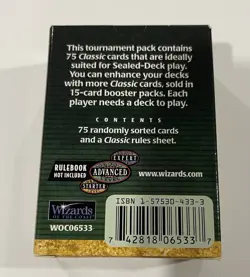 This tournament pack contains
75 Classic cards that are ideally
suited for Sealed-Deck play.
You can enhance your decks
with more Classic cards, sold in
15-card booster packs. Each
player needs a deck to play.
CONTENTS
75 randomly sorted cards
and a Classic rules sheet.
EXPERT
RULEBOOK
NOT INCLUDED
ADVANCED
www.wizards.com
STARTER
Wizards
OF THE COAST
WOC06533
ISBN 1-57530-433-3
7 42818 06533 7